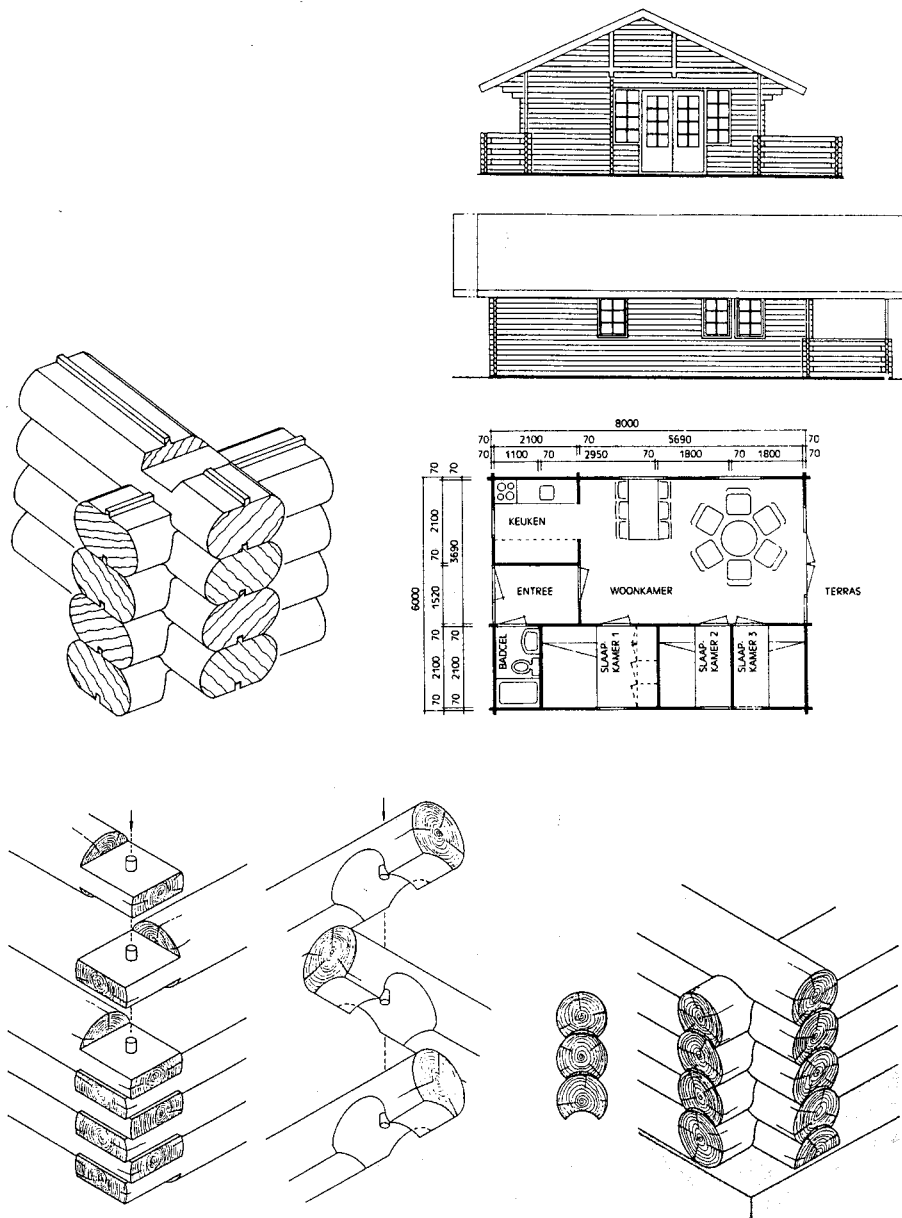 8000
70 2100 70 5690 70
70 1100 70 2950 70 1800 70 1800 70
70 2100 70 1520 70 2100 70
70 3690 70 2100 70
6000
KEUKEN
ENTREE
WOONKAMER
TERRAS
BADCEL
SLAAP-
KAMER 1
SLAAP-
KAMER 2
SLAAP-
KAMER 3